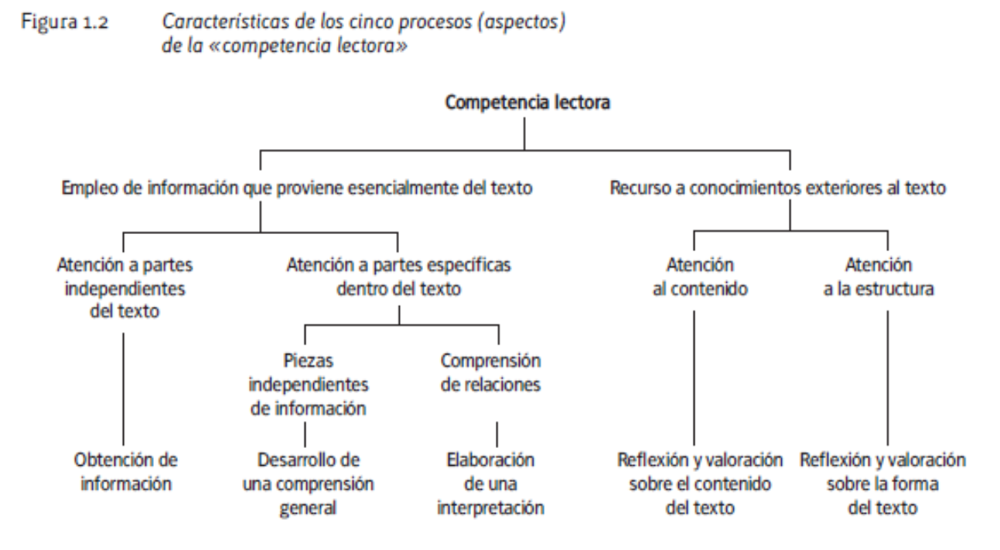 Figura 1.2
Características de los cinco procesos (aspectos)
de la «competencia lectora»
Competencia lectora
Empleo de información que proviene esencialmente del texto
Recurso a conocimientos exteriores al texto
Atención a partes
independientes
del texto
Atención a partes específicas
dentro del texto
Atención
al contenido
Atención
a la estructura
Piezas
independientes
de información
Comprensión
de relaciones
Obtención de
información
Desarrollo de
una comprensión
general
Elaboración
de una
interpretación
Reflexión y valoración
sobre el contenido
del texto
Reflexión y valoración
sobre la forma
del texto